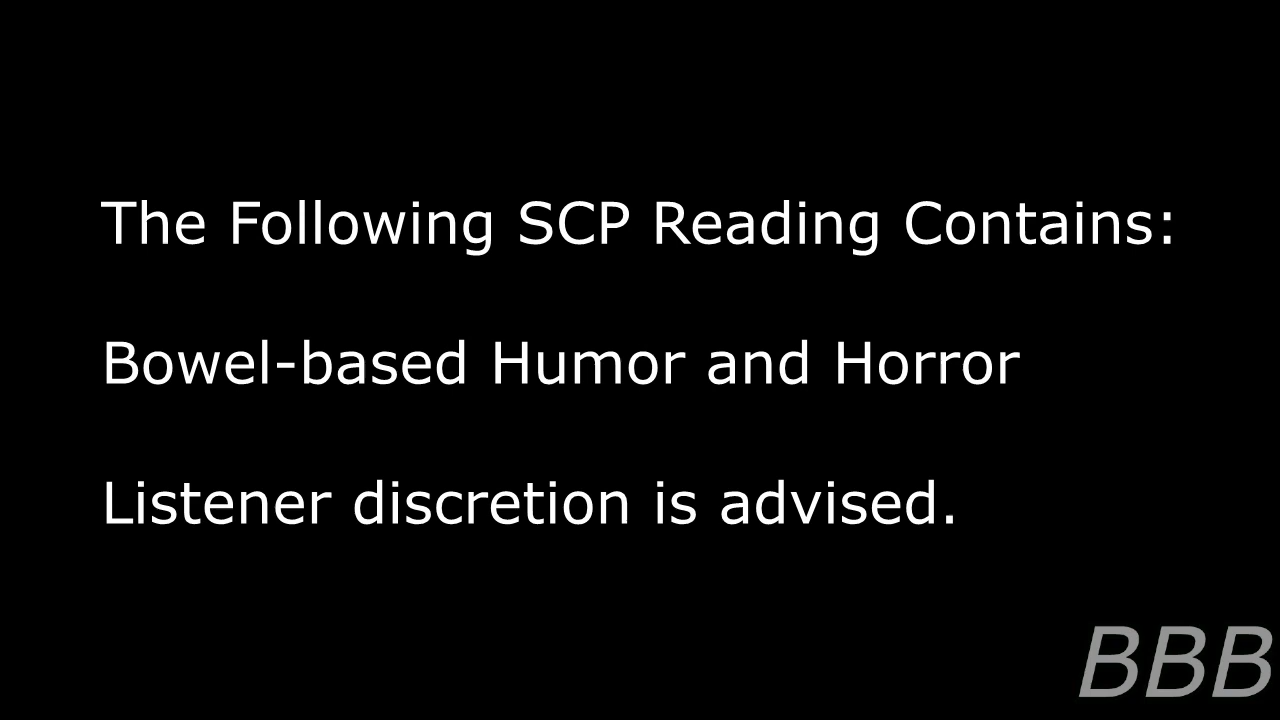 The Following SCP Reading Contains:
Bowel-based Humor and Horror
Listener discretion is advised.
BBB